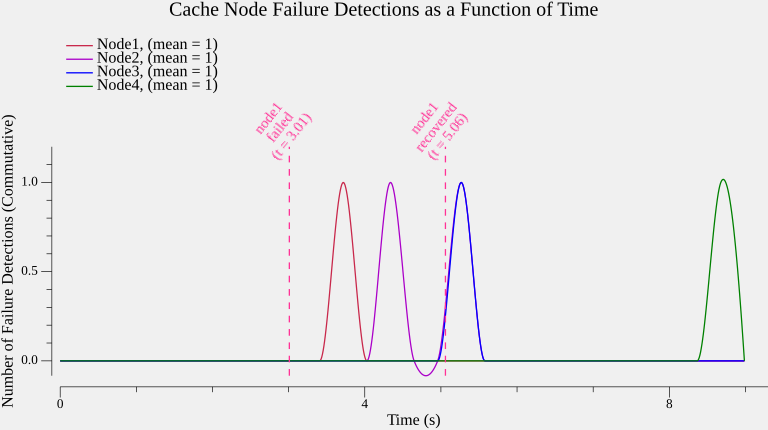 Cache Node Failure Detections as a Function of Time
Node1, (mean = 1)
Node2, (mean = 1)
Node3, (mean = 1)
Node4, (mean = 1)
node1
failed
(t = 3.01)
node1
recovered
(t = 5.06)
Number of Failure Detections (Commutative)
1.0
0.5
0.0
0
4
8
Time (s)